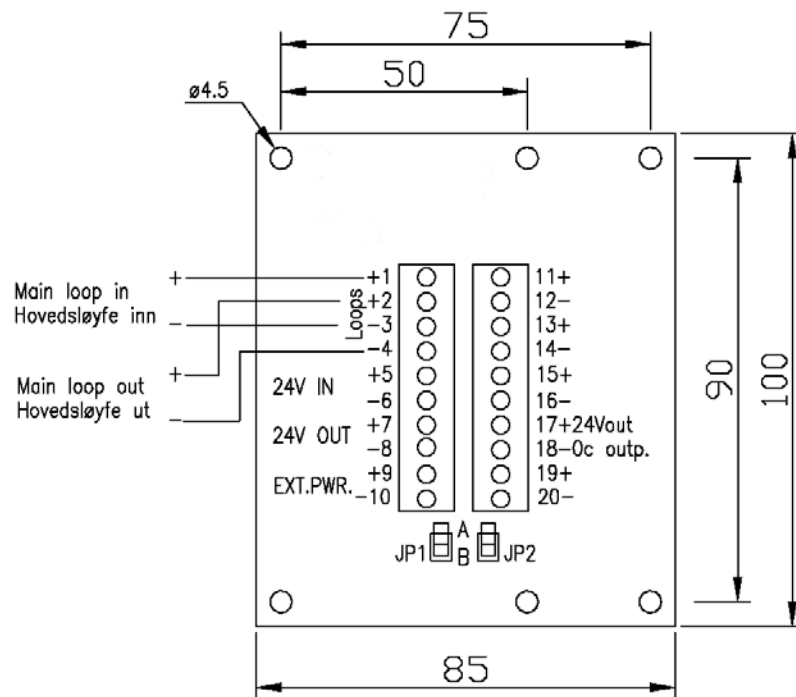 75
50
ø4.5
Main loop in
Hovedsløyfe inn
+
-
Main loop out
Hovedsløyfe ut
+
-
Loops
+1
+2
-3
-4
+5
-6
+7
-8
+9
-10
24V IN
24V OUT
EXT.PWR.
11+
12-
13+
14-
15+
16-
17+24Vout
18-Oc outp.
19+
20-
JP1
A
B
JP2
90
100
85